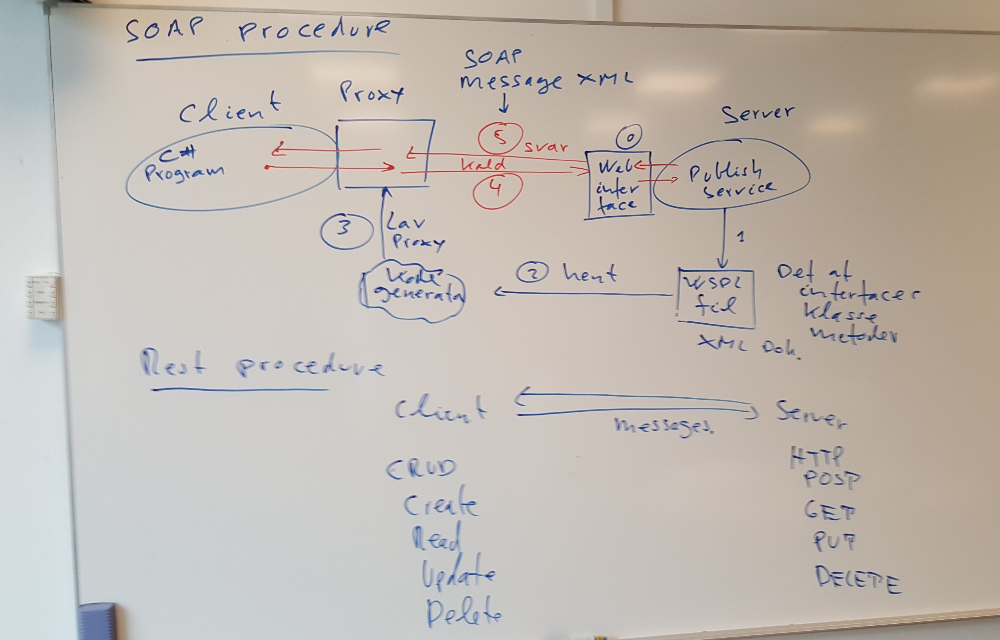 SOAP procedure
SOAP
message XML
Proxy
Client
Server
5
svar
0
C#
Program
kald
4
Web
inter
face
Publish
service
3
Lav
Proxy
1
2 hent
Kode
generata
WSDL
fil
Def af
interfaces
klasse
metoder
XML Dok.
Rest procedure
Client
Server
messages.
CRUD
Create
Read
Update
Delete
HTTP
POST
GET
PUT
DELETE